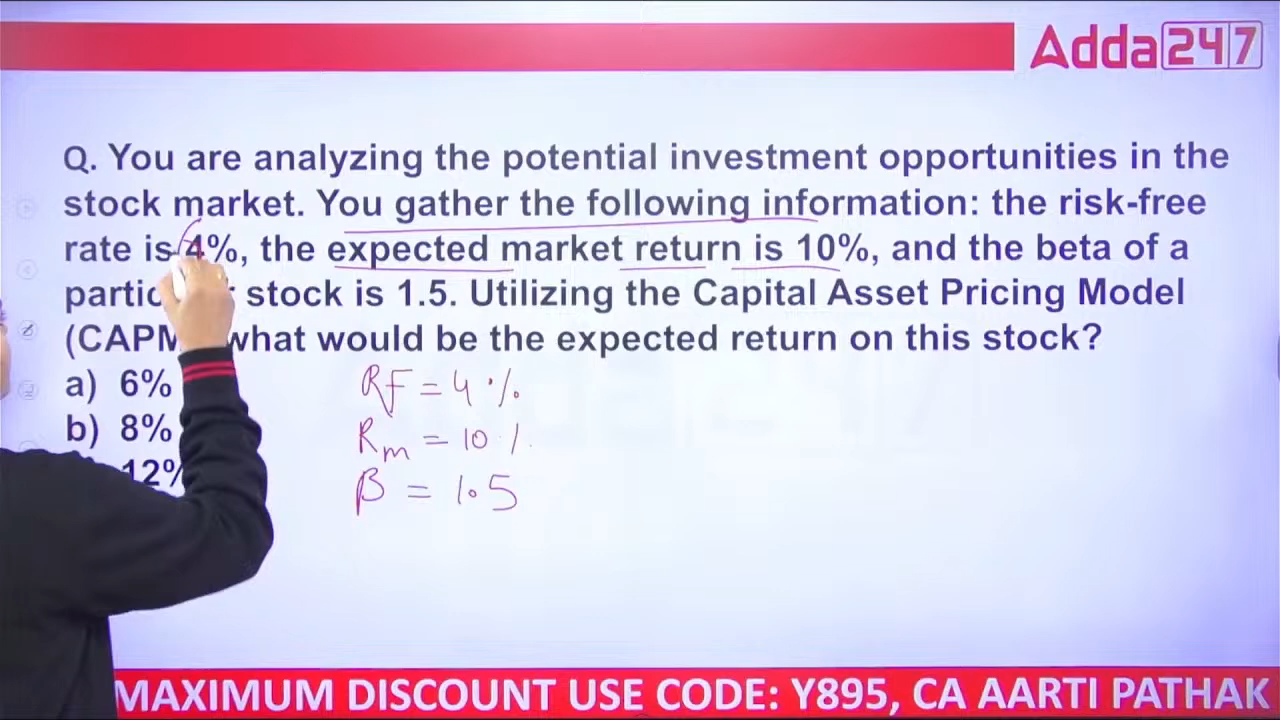 Adda247
Q. You are analyzing the potential investment opportunities in the
stock market. You gather the following information: the risk-free
rate is 4%, the expected market return is 10%, and the beta of a
stock is 1.5. Utilizing the Capital Asset Pricing Model
(CAPM what would be the expected return on this stock?
a) 6%
b) 8%
12%
RF = 4 %
Rm = 10 %
β = 1.5
MAXIMUM DISCOUNT USE CODE: Y895, CA AARTI PATHAK